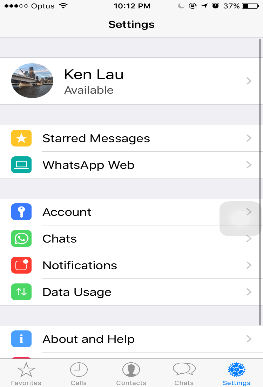 Optus 10:12 PM 37%
Settings
Ken Lau
Available
Starred Messages
WhatsApp Web
Account
Chats
Notifications
Data Usage
About and Help
Favorites Calls Contacts Chats Settings